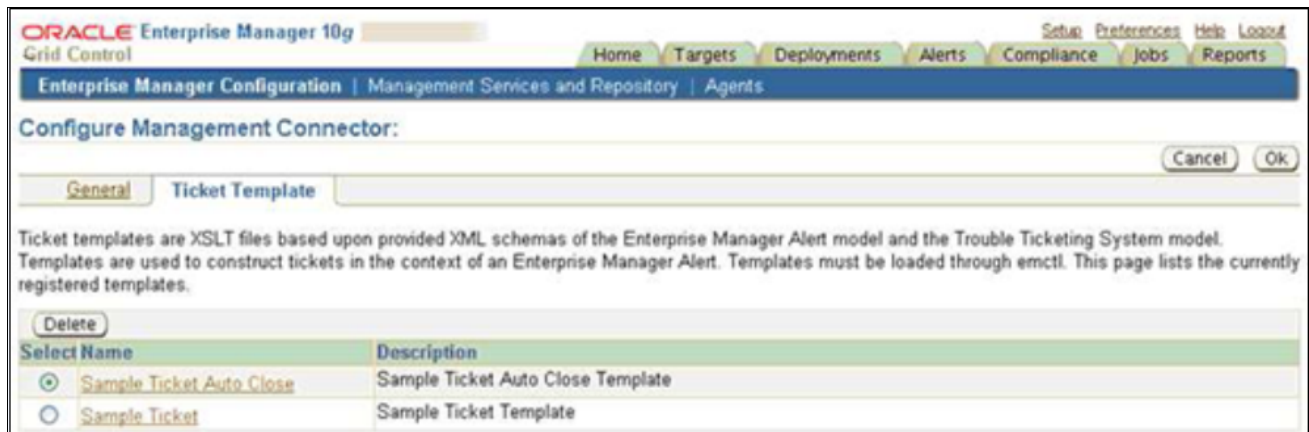 ORACLE Enterprise Manager 10g
Grid Control
Setup Preferences Help Logout
Home Targets Deployments Alerts Compliance Jobs Reports
Enterprise Manager Configuration | Management Services and Repository | Agents
Configure Management Connector:
Cancel Ok
General Ticket Template
Ticket templates are XSLT files based upon provided XML schemas of the Enterprise Manager Alert model and the Trouble Ticketing System model.
Templates are used to construct tickets in the context of an Enterprise Manager Alert. Templates must be loaded through emctl. This page lists the currently
registered templates.
Delete
Select Name Description
Sample Ticket Auto Close Sample Ticket Auto Close Template
Sample Ticket Sample Ticket Template